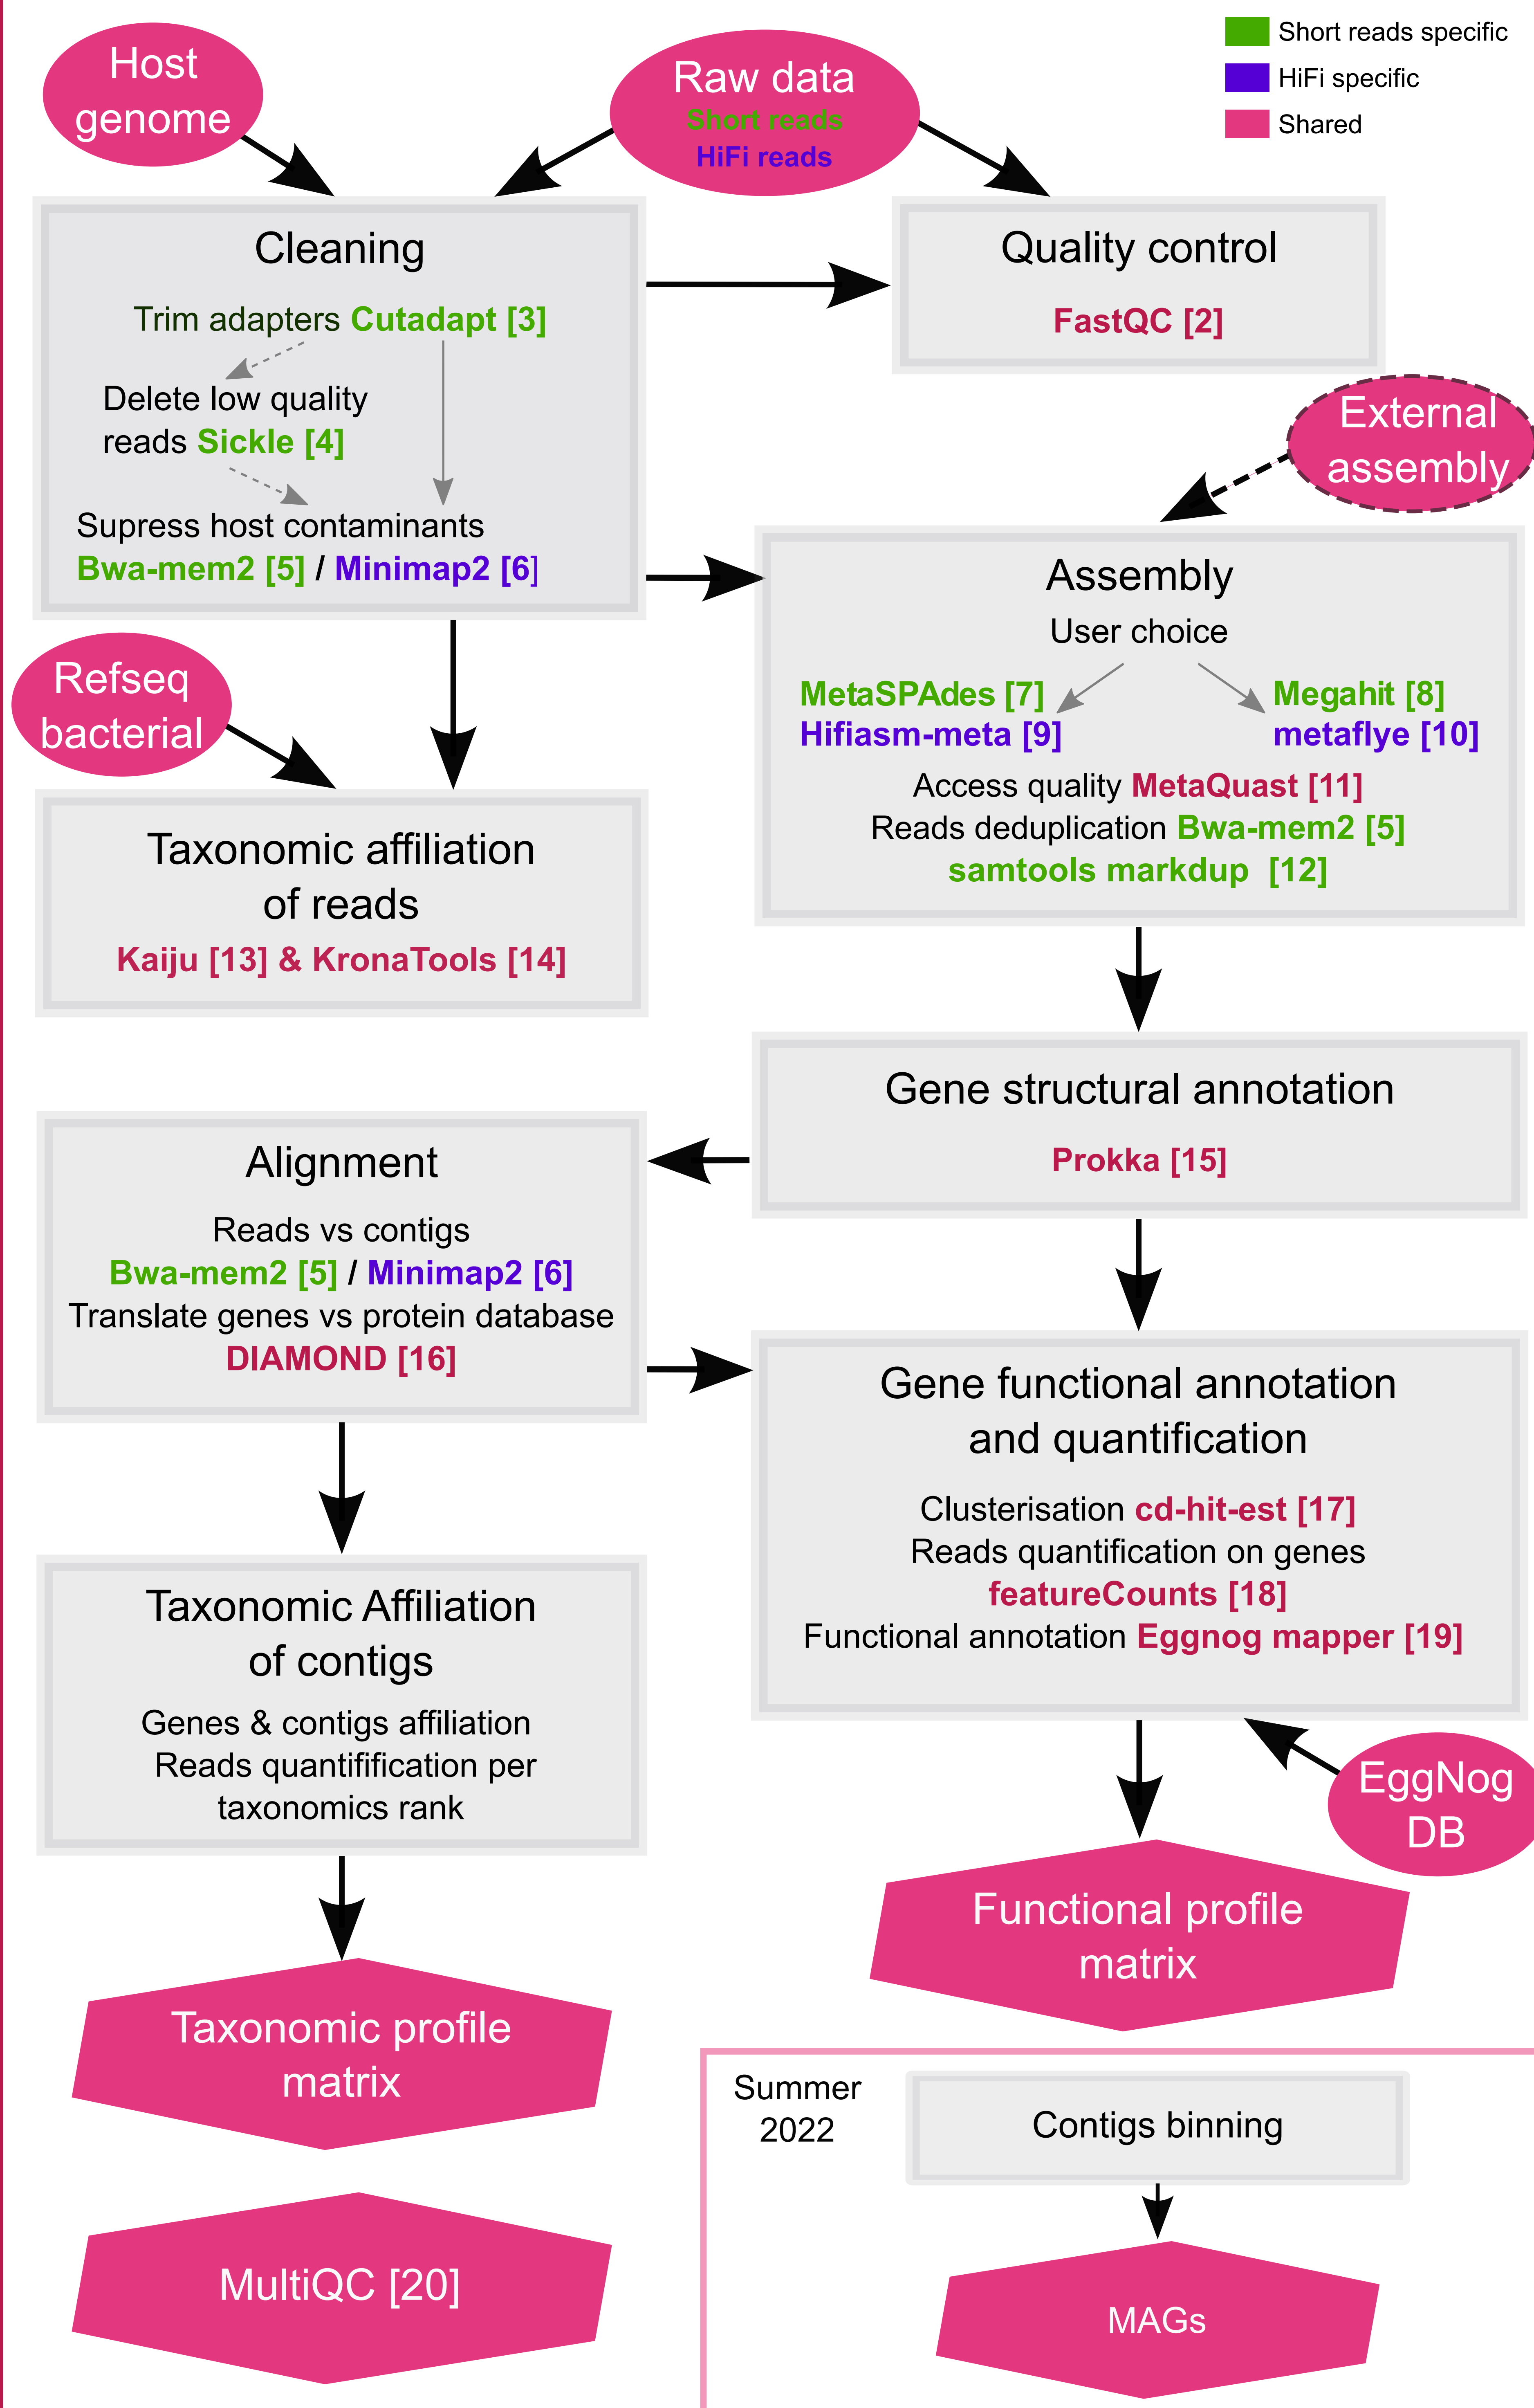 Host
genome
Raw data
Short reads
HiFi reads
Short reads specific
HiFi specific
Shared
Cleaning
Trim adapters Cutadapt [3]
Delete low quality
reads Sickle [4]
Supress host contaminants
Bwa-mem2 [5] / Minimap2 [6]
Quality control
FastQC [2]
External
assembly
Assembly
User choice
MetaSPAdes [7]
Hifiasm-meta [9]
Megahit [8]
metaflye [10]
Access quality MetaQuast [11]
Reads deduplication Bwa-mem2 [5]
samtools markdup [12]
Refseq
bacterial
Taxonomic affiliation
of reads
Kaiju [13] & KronaTools [14]
Gene structural annotation
Prokka [15]
Alignment
Reads vs contigs
Bwa-mem2 [5] / Minimap2 [6]
Translate genes vs protein database
DIAMOND [16]
Gene functional annotation
and quantification
Clusterisation cd-hit-est [17]
Reads quantification on genes
featureCounts [18]
Functional annotation Eggnog mapper [19]
Taxonomic Affiliation
of contigs
Genes & contigs affiliation
Reads quantifification per
taxonomics rank
EggNog
DB
Functional profile
matrix
Taxonomic profile
matrix
Summer
2022
Contigs binning
MAGs
MultiQC [20]